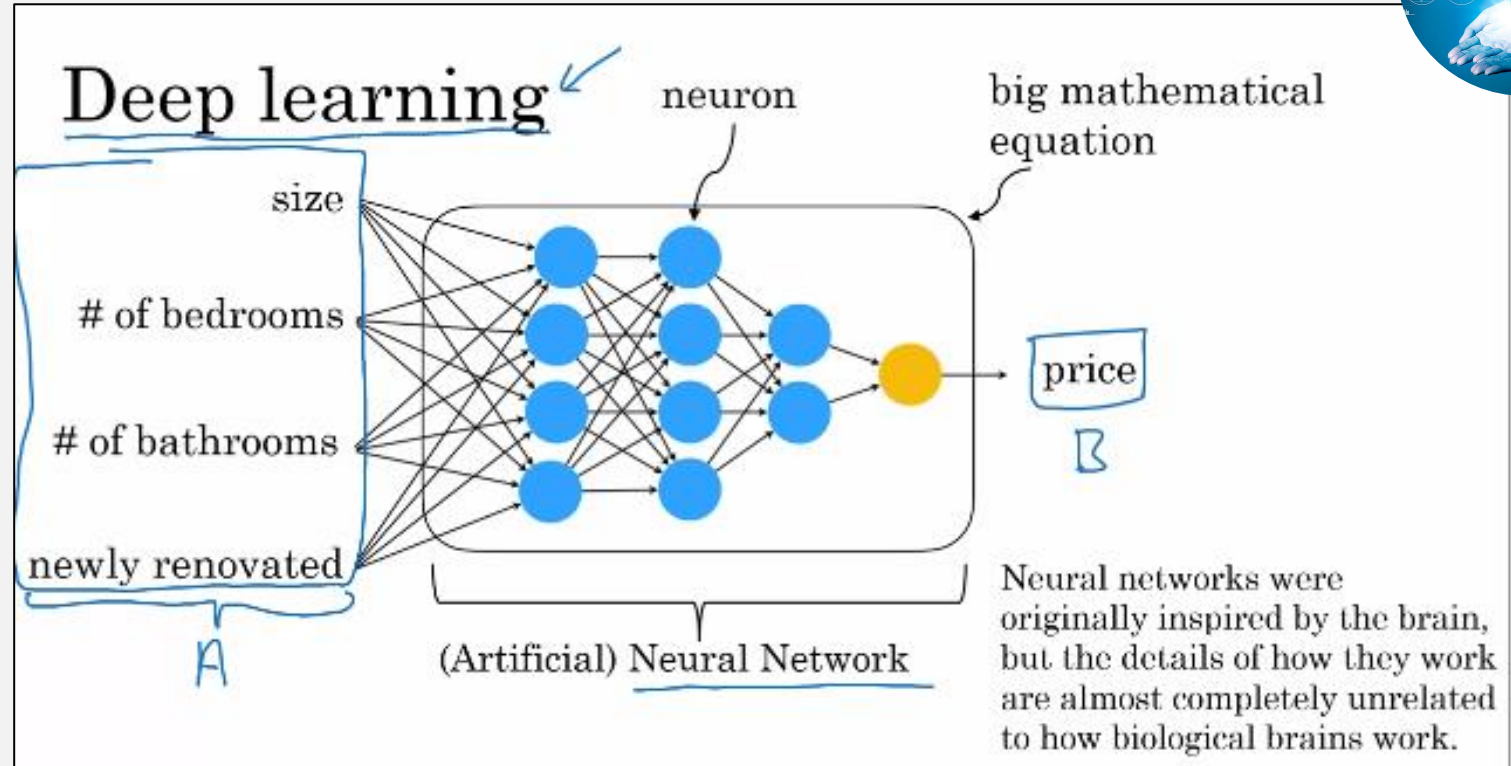 Deep learning
neuron
big mathematical
equation
size
# of bedrooms
# of bathrooms
newly renovated
price
B
A
(Artificial) Neural Network
Neural networks were
originally inspired by the brain,
but the details of how they work
are almost completely unrelated
to how biological brains work.